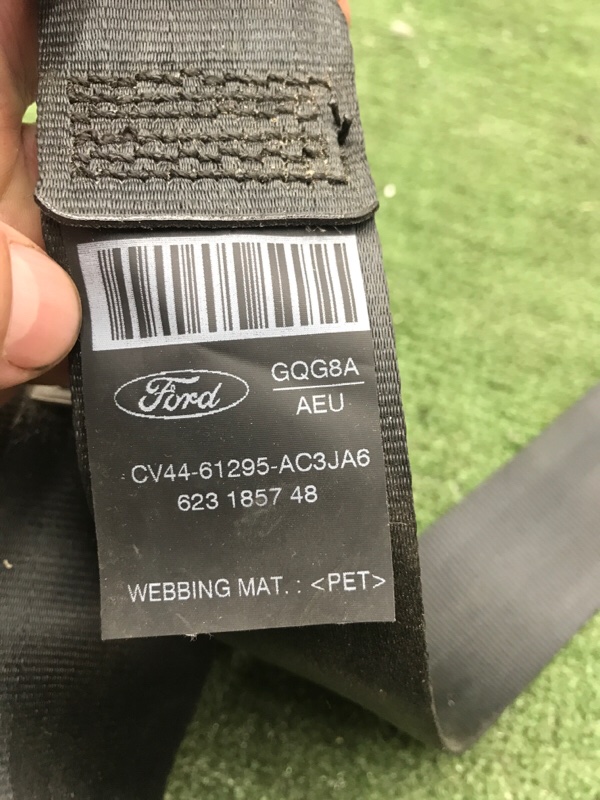 Ford
GQG8A
AEU
CV44-61295-AC3JA6
623 1857 48
WEBBING MAT. : <PET>